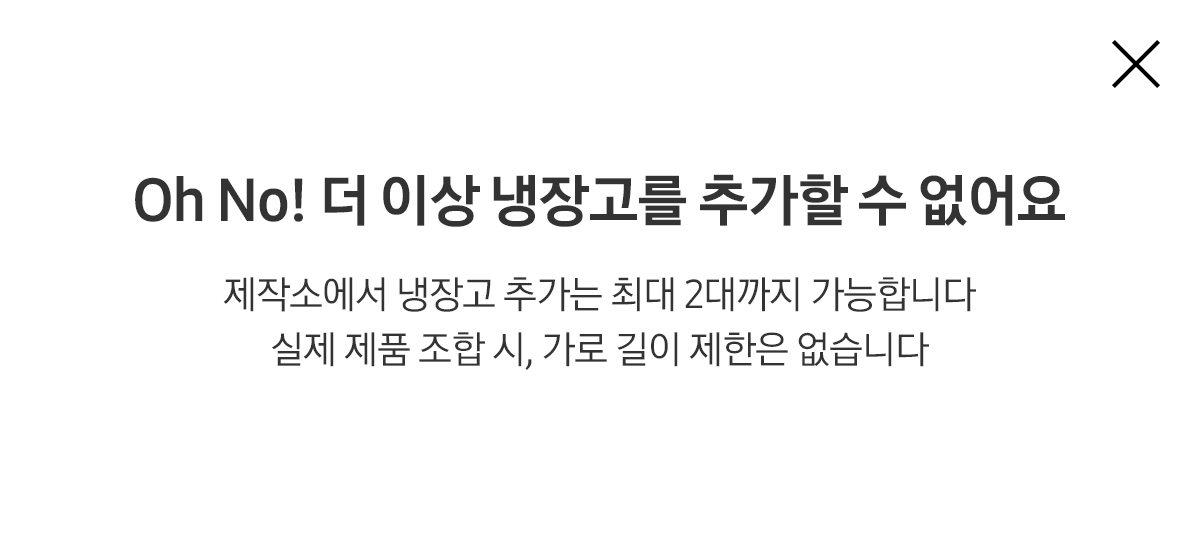 Oh No! 더 이상 냉장고를 추가할 수 없어요
제작소에서 냉장고 추가는 최대 2대까지 가능합니다
실제 제품 조합 시, 가로 길이 제한은 없습니다